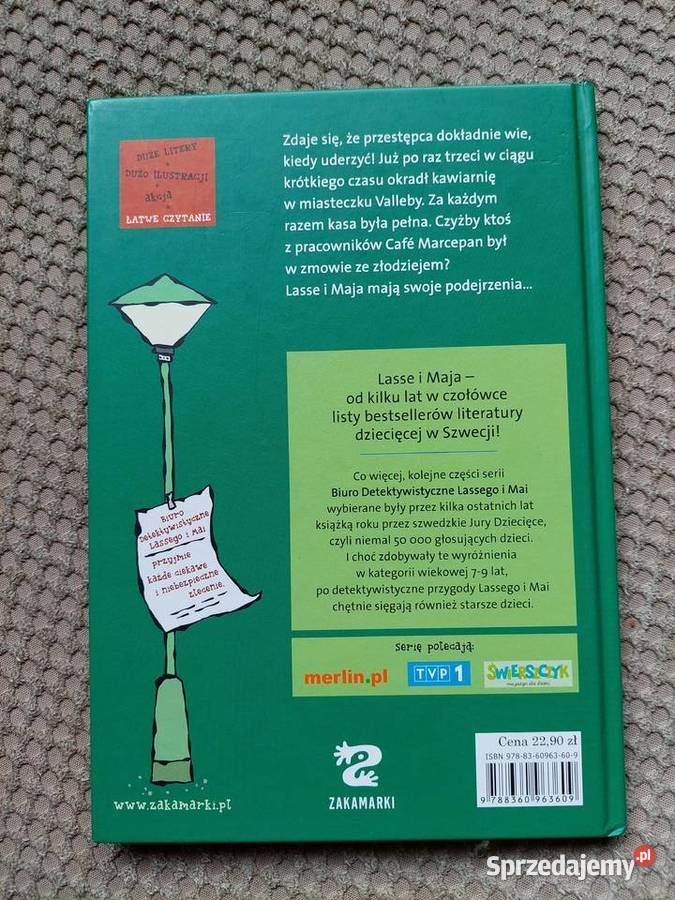 DUŻE LITERY
DUŻO ILUSTRACJI
akcja
ŁATWE CZYTANIE
Zdaje się, że przestępca dokładnie wie,
kiedy uderzyć! Już po raz trzeci w ciągu
krótkiego czasu okradł kawiarnię
w miasteczku Valleby. Za każdym
razem kasa była pełna. Czyżby ktoś
z pracowników Café Marcepan był
w zmowie ze złodziejem?
Lasse i Maja mają swoje podejrzenia...
Lasse i Maja –
od kilku lat w czołówce
listy bestsellerów literatury
dziecięcej w Szwecji!
Co więcej, kolejne części serii
Biuro Detektywistyczne Lassego i Mai
wybierane były przez kilka ostatnich lat
książką roku przez szwedzkie Jury Dziecięce,
czyli niemal 50 000 głosujących dzieci.
I choć zdobywały te wyróżnienia
w kategorii wiekowej 7-9 lat,
po detektywistyczne przygody Lassego i Mai
chętnie sięgają również starsze dzieci.
Biuro
Detektywistyczne
Lassego i Mai
przyjmie
każde ciekawe
i niebezpieczne
zlecenie.
serię polecają:
merlin.pl
TVP 1
ŚWIERSZCZYK
magazyn dla dzieci
www.zakamarki.pl
ZAKAMARKI
Cena 22,90 zł
ISBN 978-83-60963-60-9
9 788360 963609
Sprzedajemy.pl